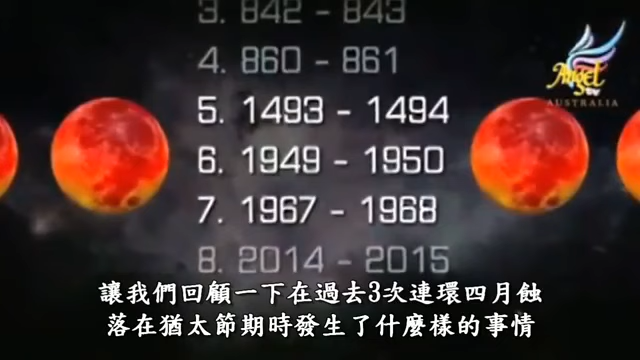 3. 842 - 843
4. 860 - 861
Angel
TV
AUSTRALIA
5. 1493 - 1494
6. 1949 - 1950
7. 1967 - 1968
8. 2014 - 2015
讓我們回顧一下在過去3次連環四月蝕
落在猶太節期時發生了什麼樣的事情